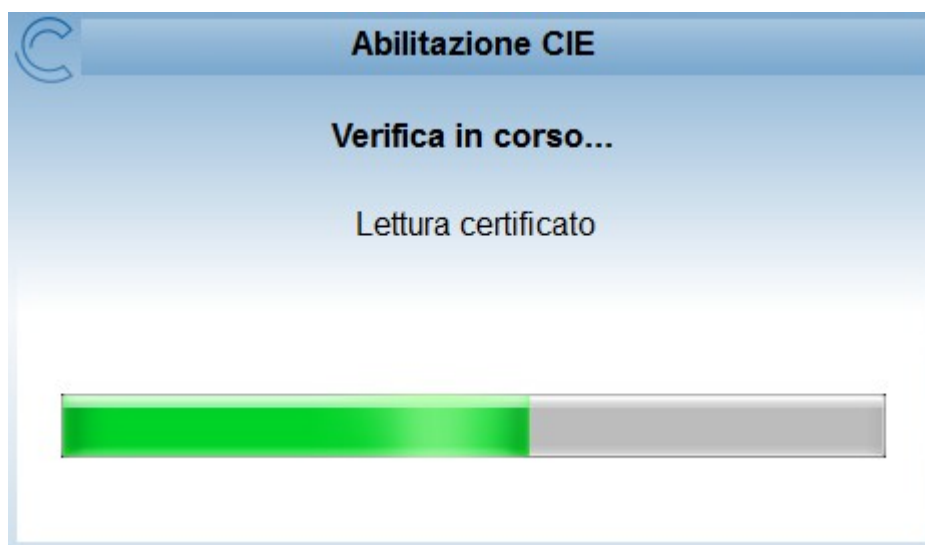 Abilitazione CIE
Verifica in corso...
Lettura certificato